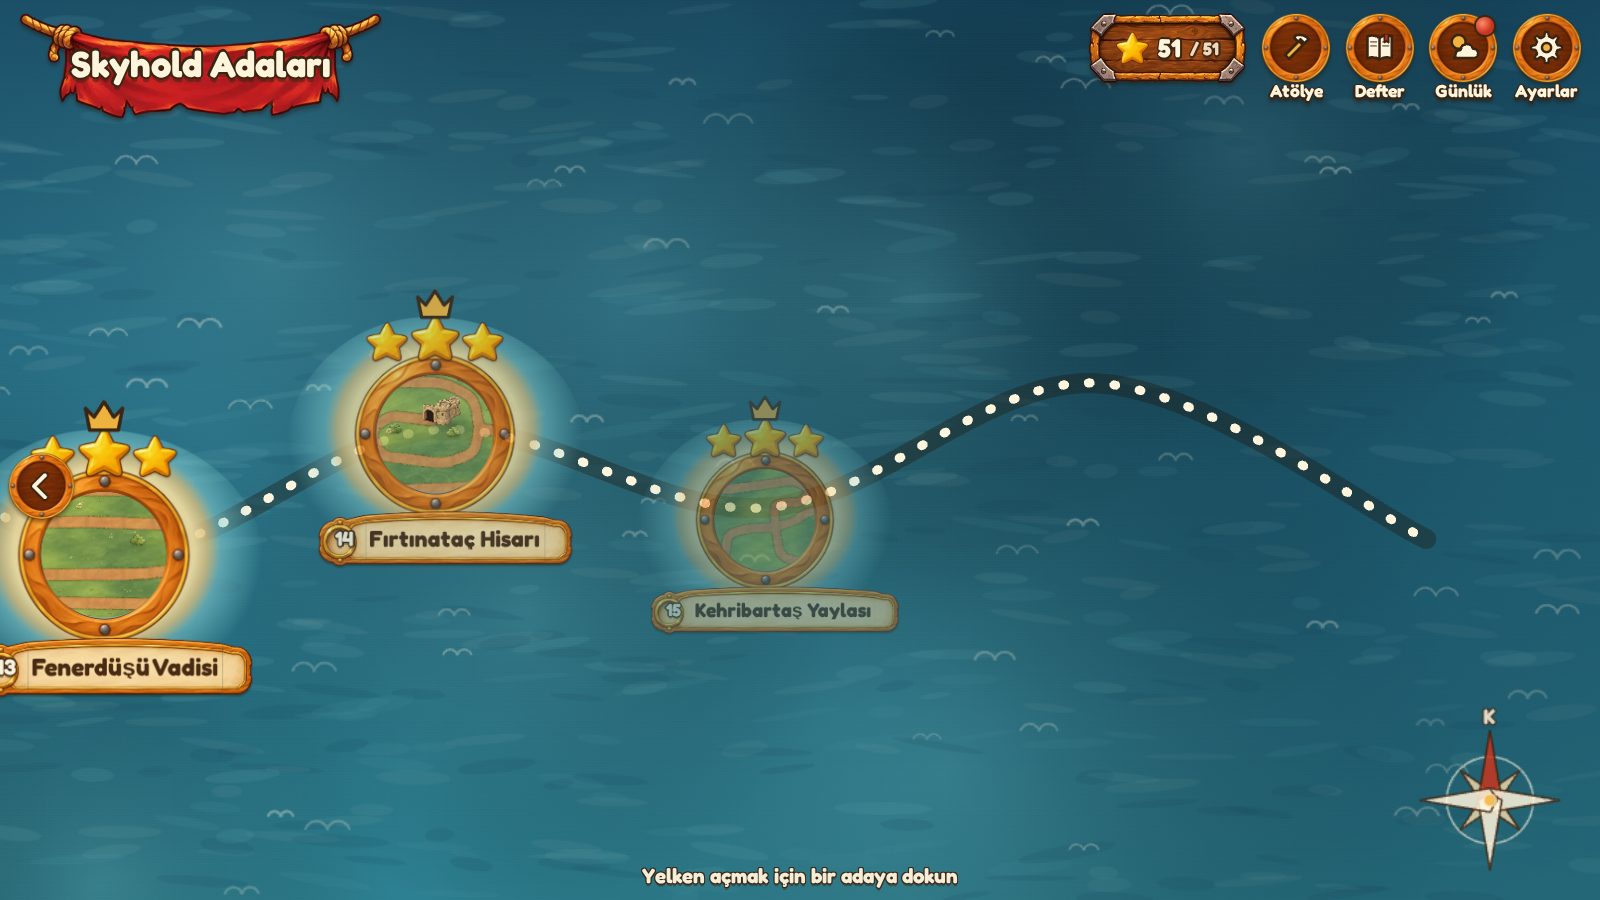 Skyhold Adaları
51 / 51
Atölye
Defter
Günlük
Ayarlar
14 Fırtınataç Hisarı
15 Kehribartaş Yaylası
13 Fenerdüşü Vadisi
K
Yelken açmak için bir adaya dokun